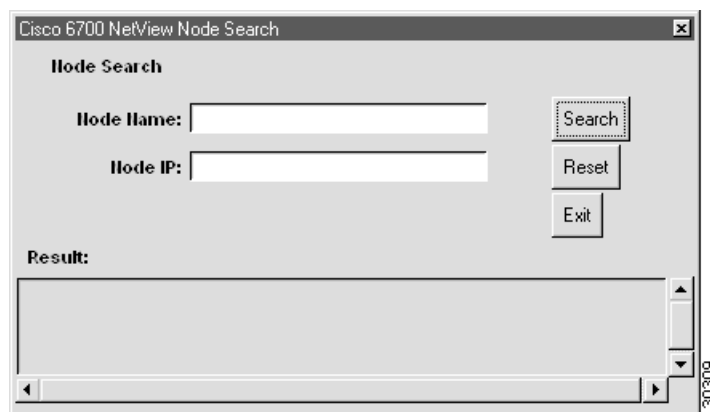 Cisco 6700 NetView Node Search
Node Search
Node Name:
Search
Node IP:
Reset
Exit
Result:
30309